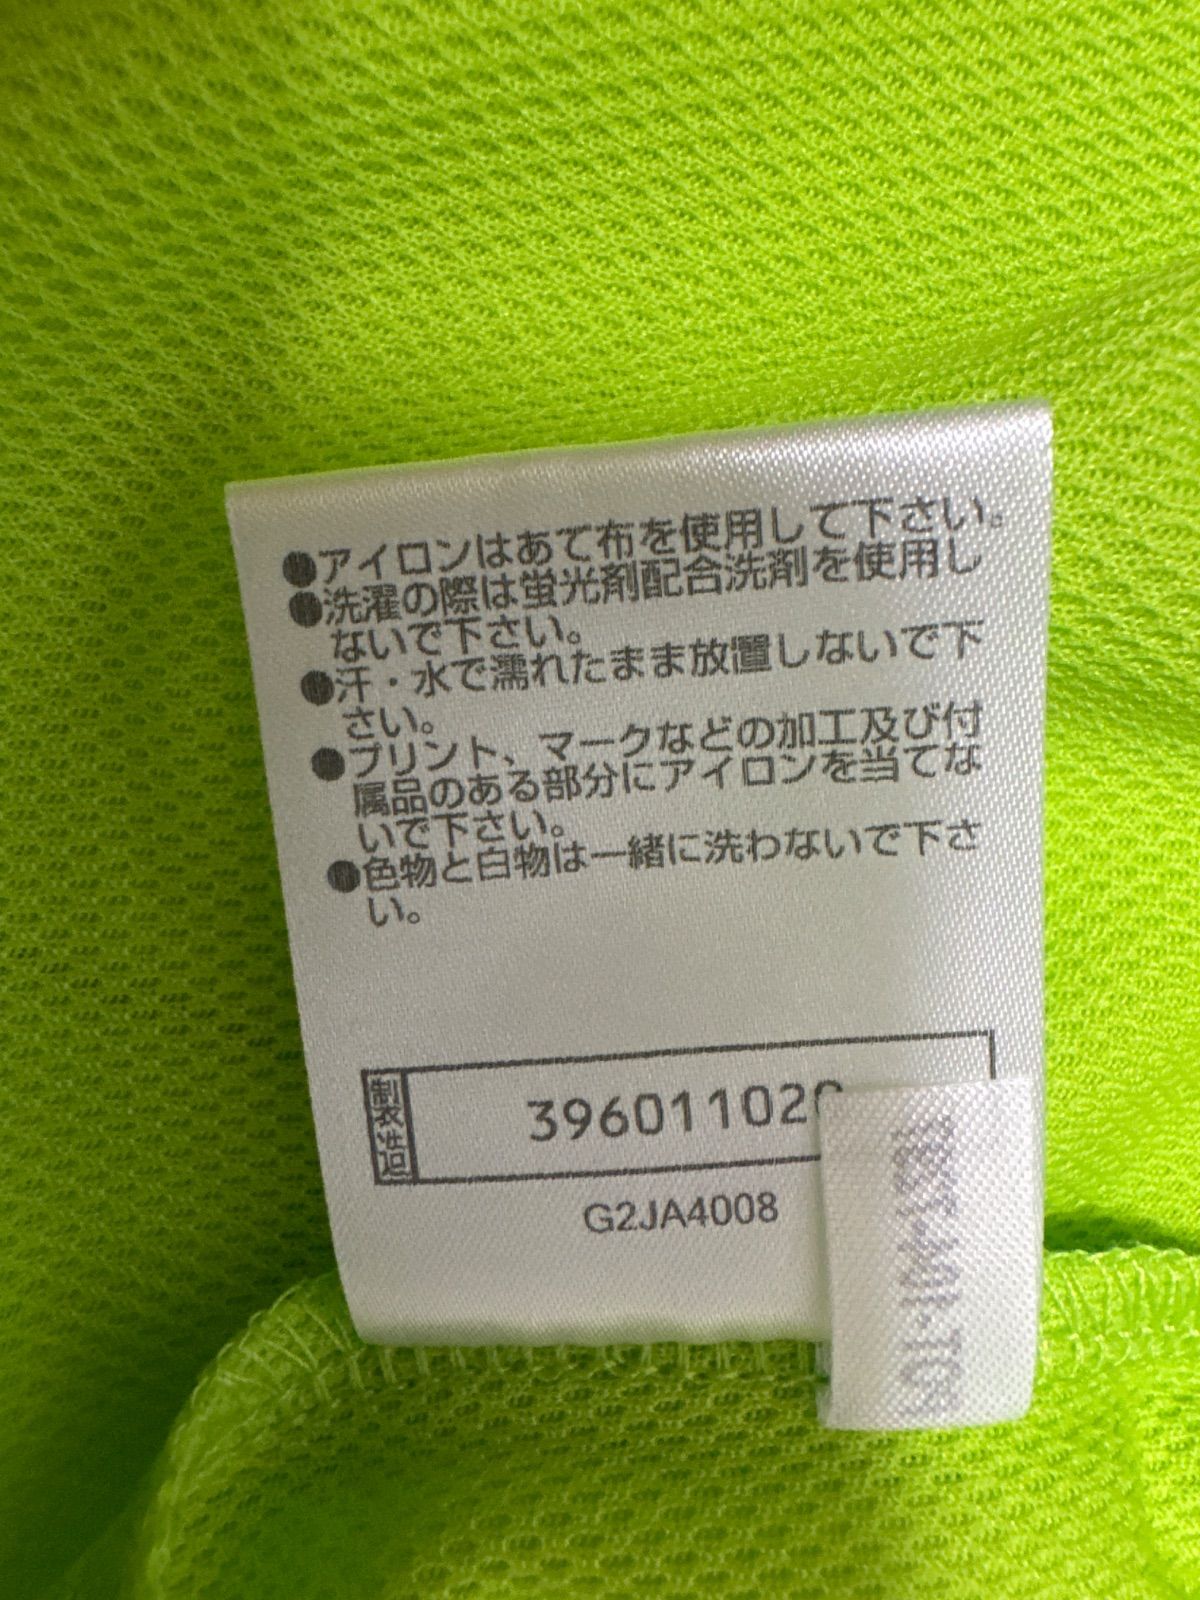 ●アイロンはあて布を使用して下さい。
●洗濯の際は蛍光剤配合洗剤を使用し
ないで下さい。
●汗・水で濡れたまま放置しないで下
さい。
●プリント、マークなどの加工及び付
属品のある部分にアイロンを当てな
いで下さい。
●色物と白物は一緒に洗わないで下さ
い。
製衣造
G2JA4008